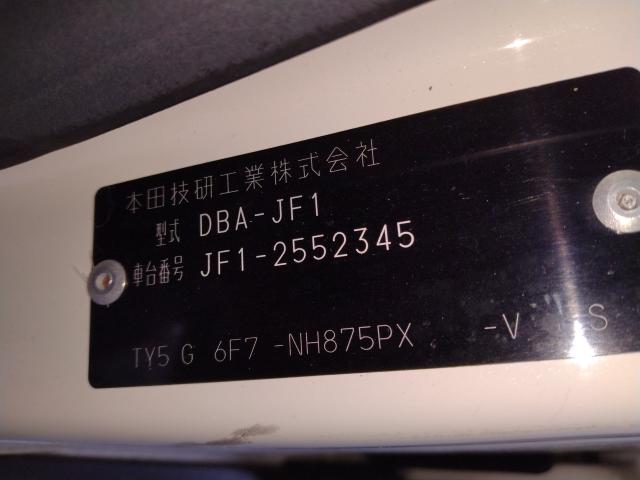 本田技研工業株式会社
型式 DBA-JF1
車台番号 JF1-2552345
TY5 G 6F7 -NH875PX -V -S